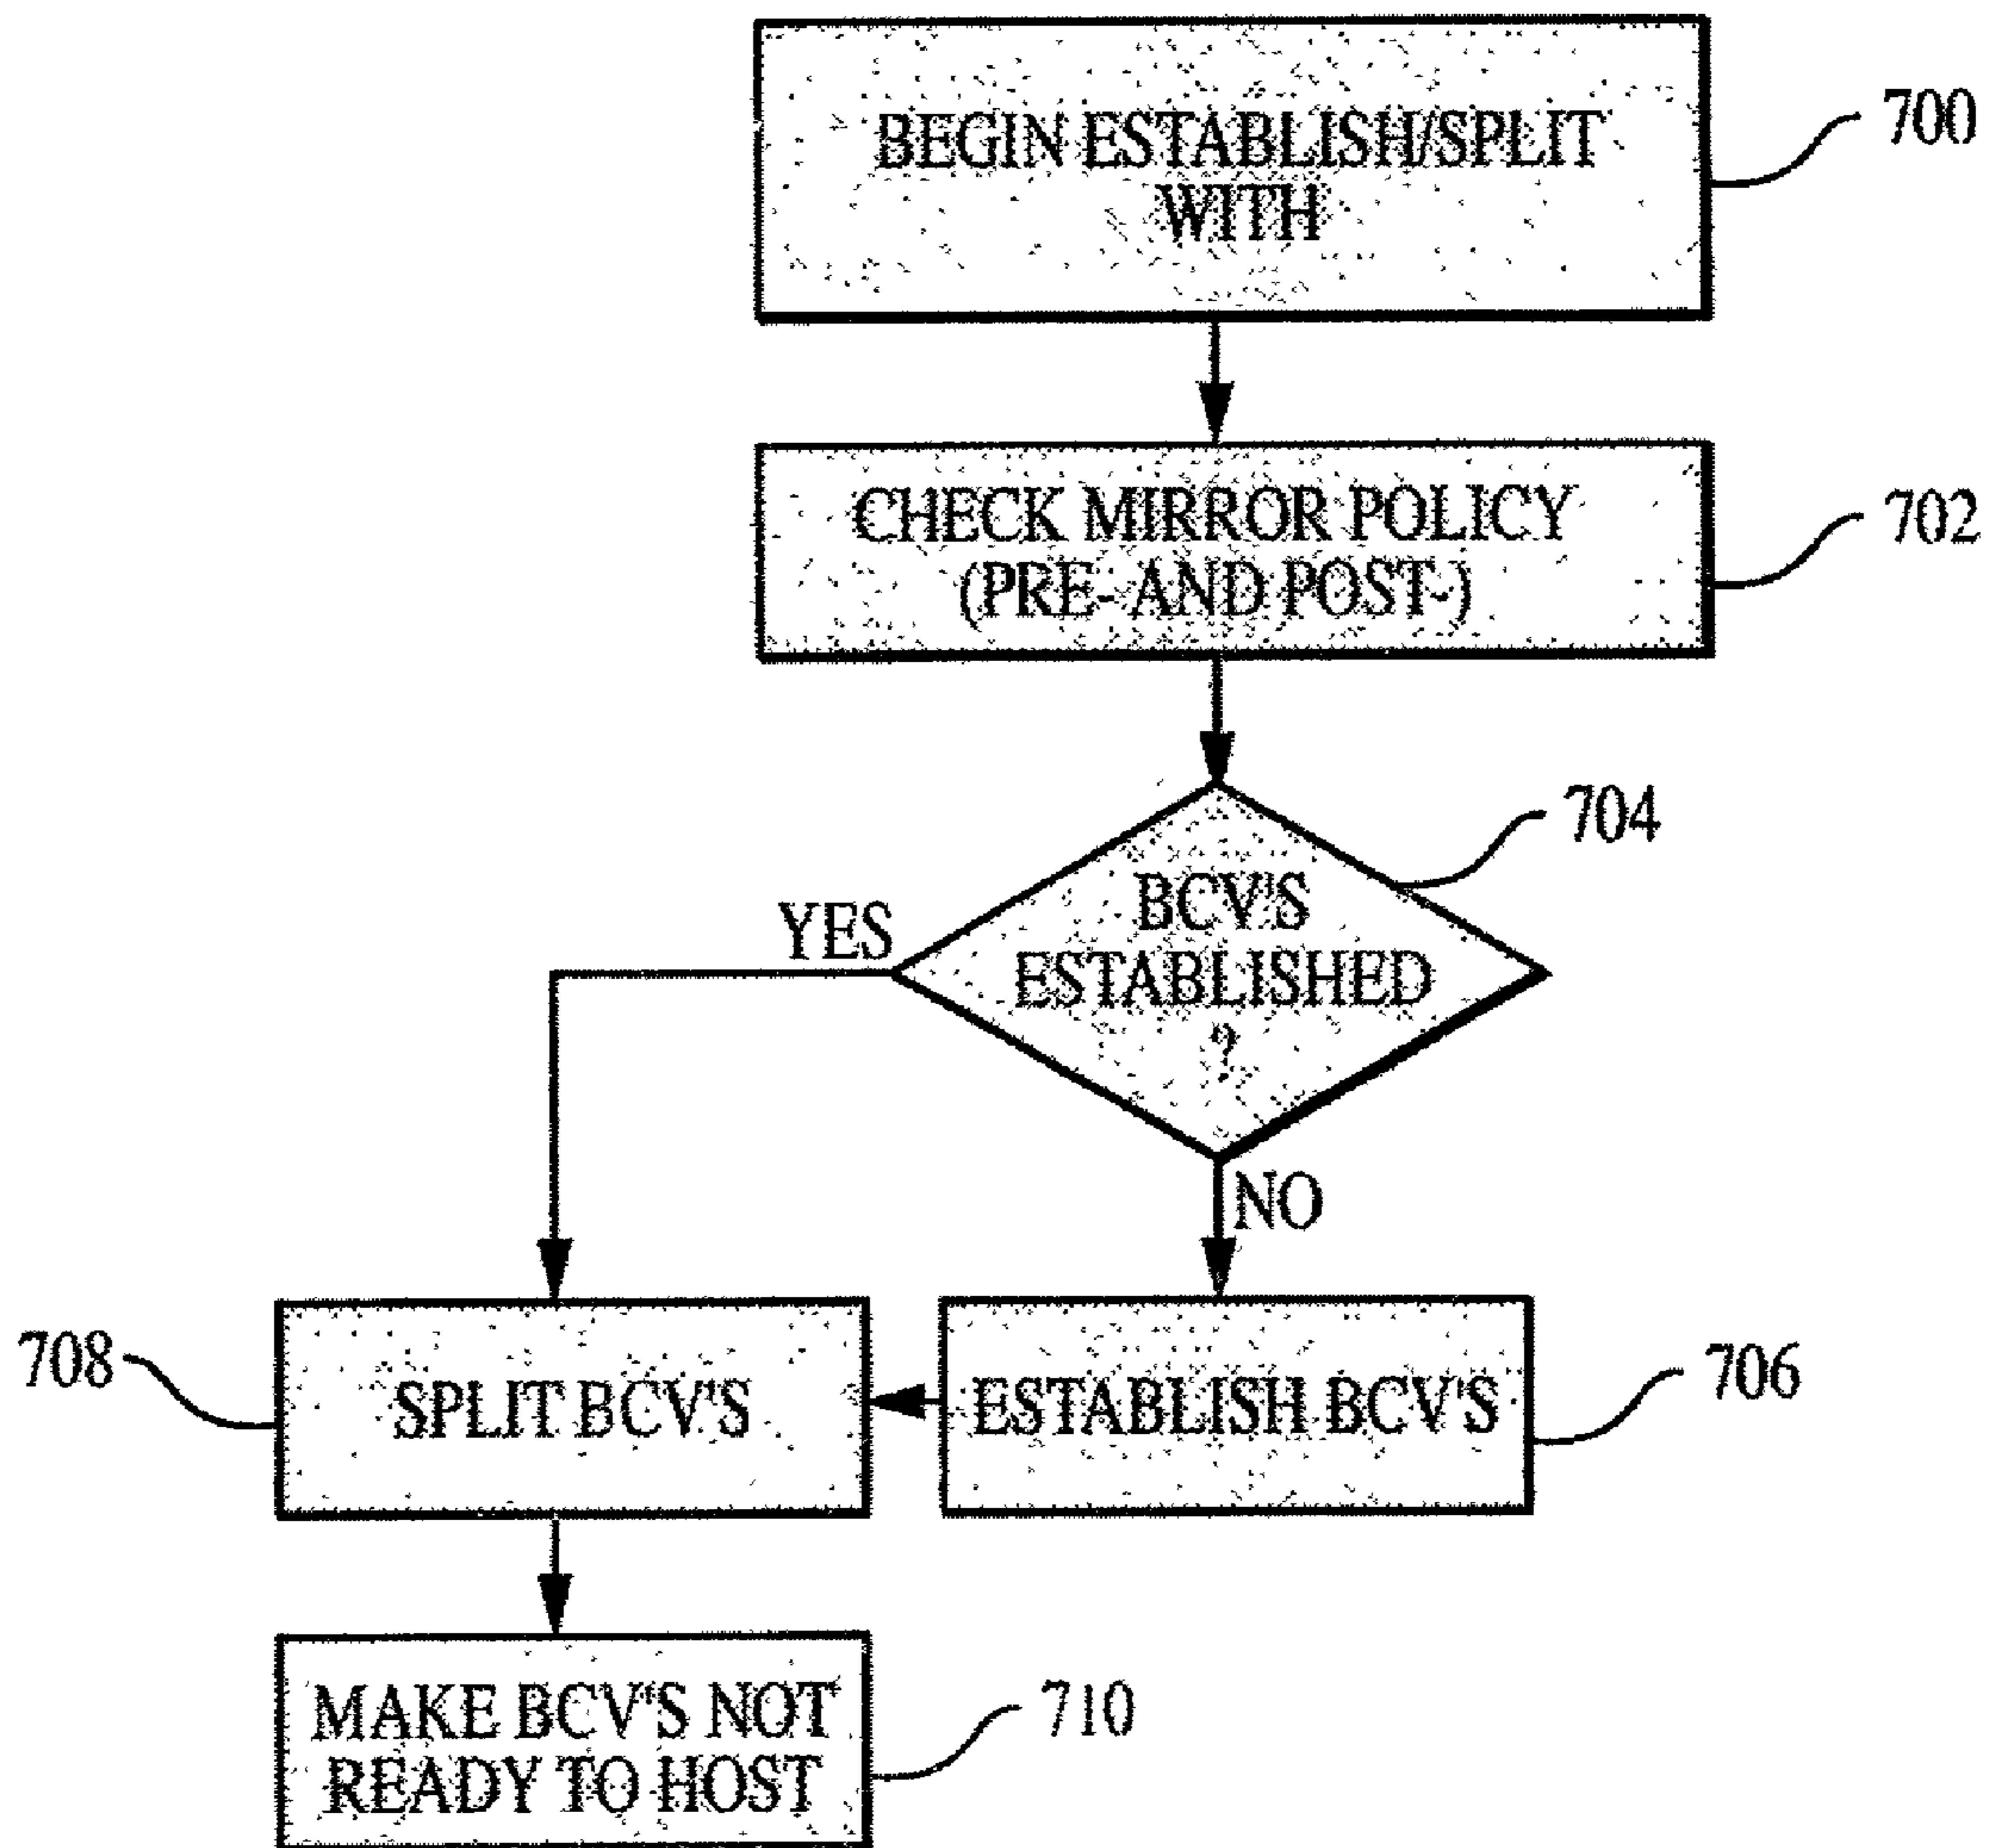 BEGIN ESTABLISH/SPLIT
WITH
700
CHECK MIRROR POLICY
(PRE- AND POST-)
702
704
BCV'S
ESTABLISHED
?
YES
NO
708
SPLIT BCV'S
ESTABLISH BCV'S
706
MAKE BCV'S NOT
READY TO HOST
710